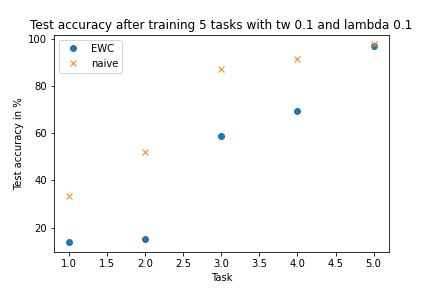 Test accuracy after training 5 tasks with tw 0.1 and lambda 0.1
EWC
naive
Test accuracy in %
100
80
60
40
20
1.0 1.5 2.0 2.5 3.0 3.5 4.0 4.5 5.0
Task